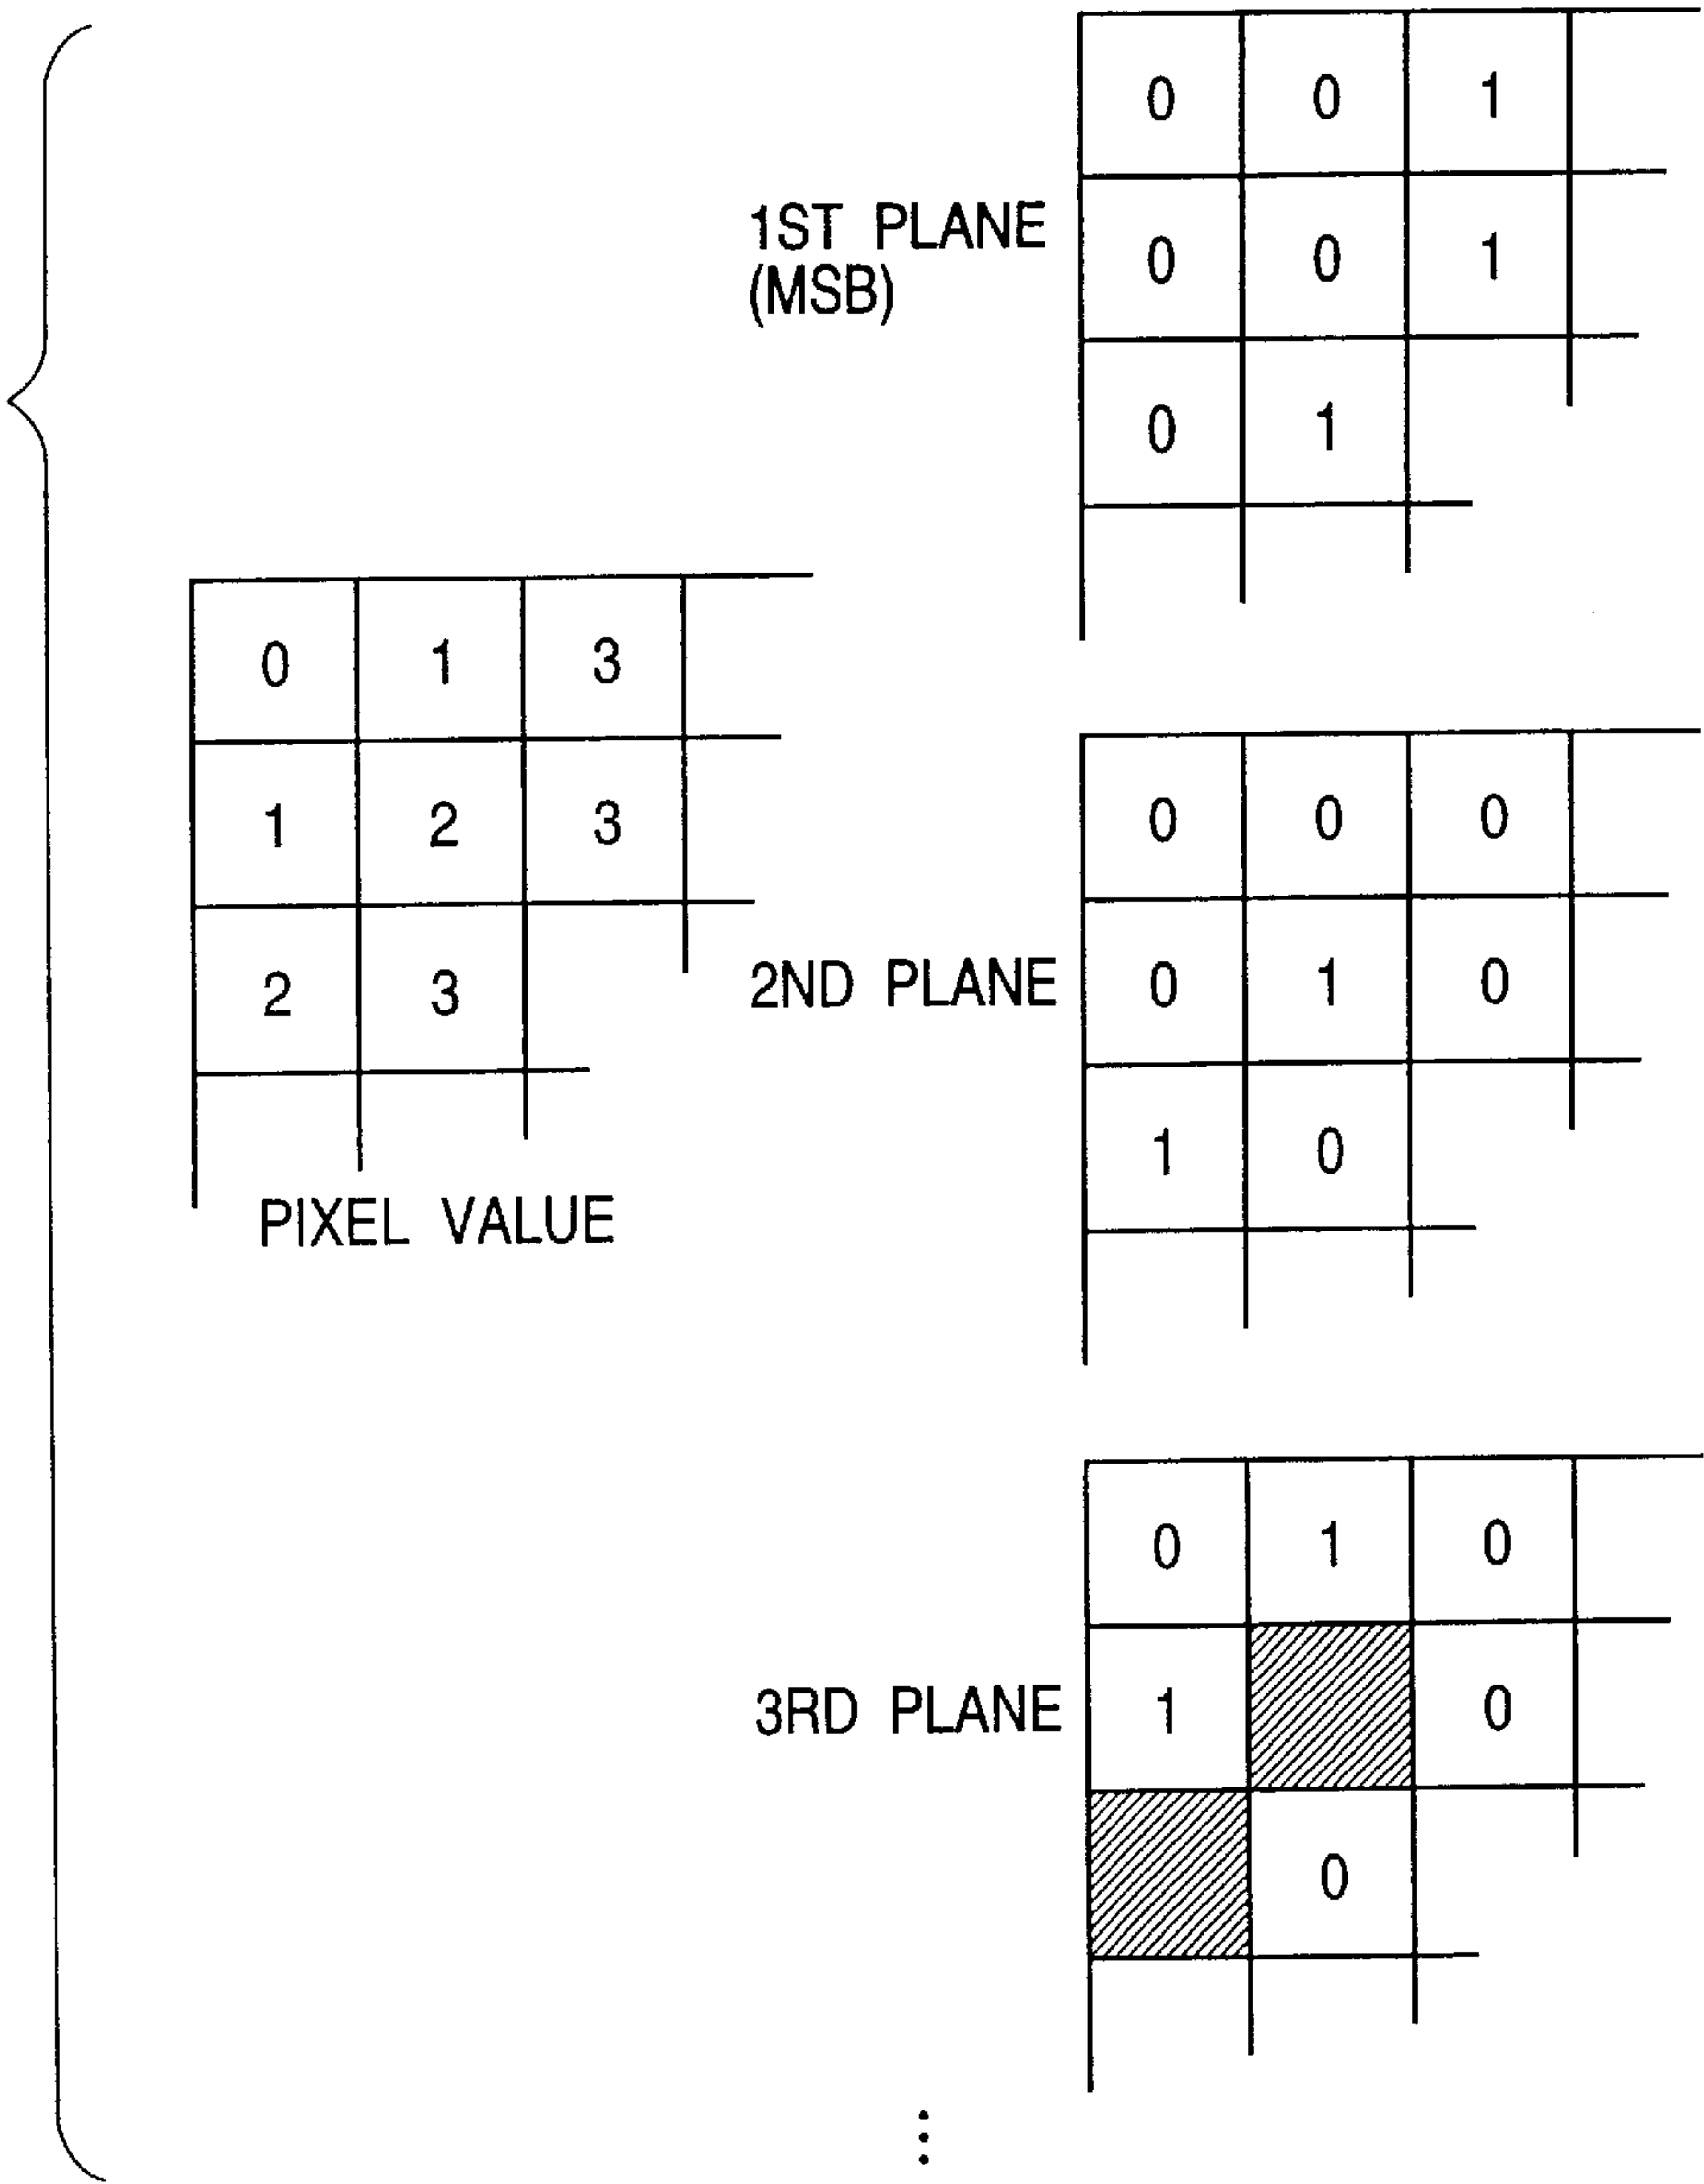 0 0 1
1ST PLANE
(MSB)
0 0 1
0 1
0 1 3
1 2 3
2 3
PIXEL VALUE
0 0 0
2ND PLANE
0 1 0
1 0
0 1 0
3RD PLANE
1 0
0